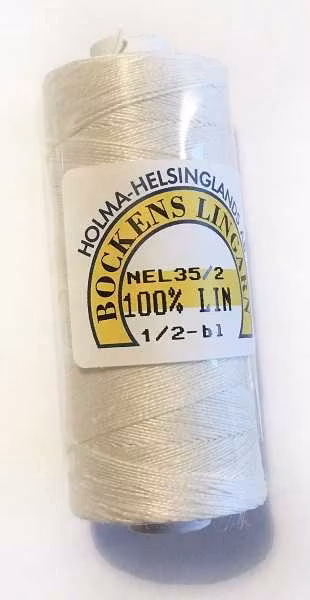 HOLMA-HELSINGLANDS
BOCKENS LINGARN
NEL35/2
100% LIN
1/2-bl